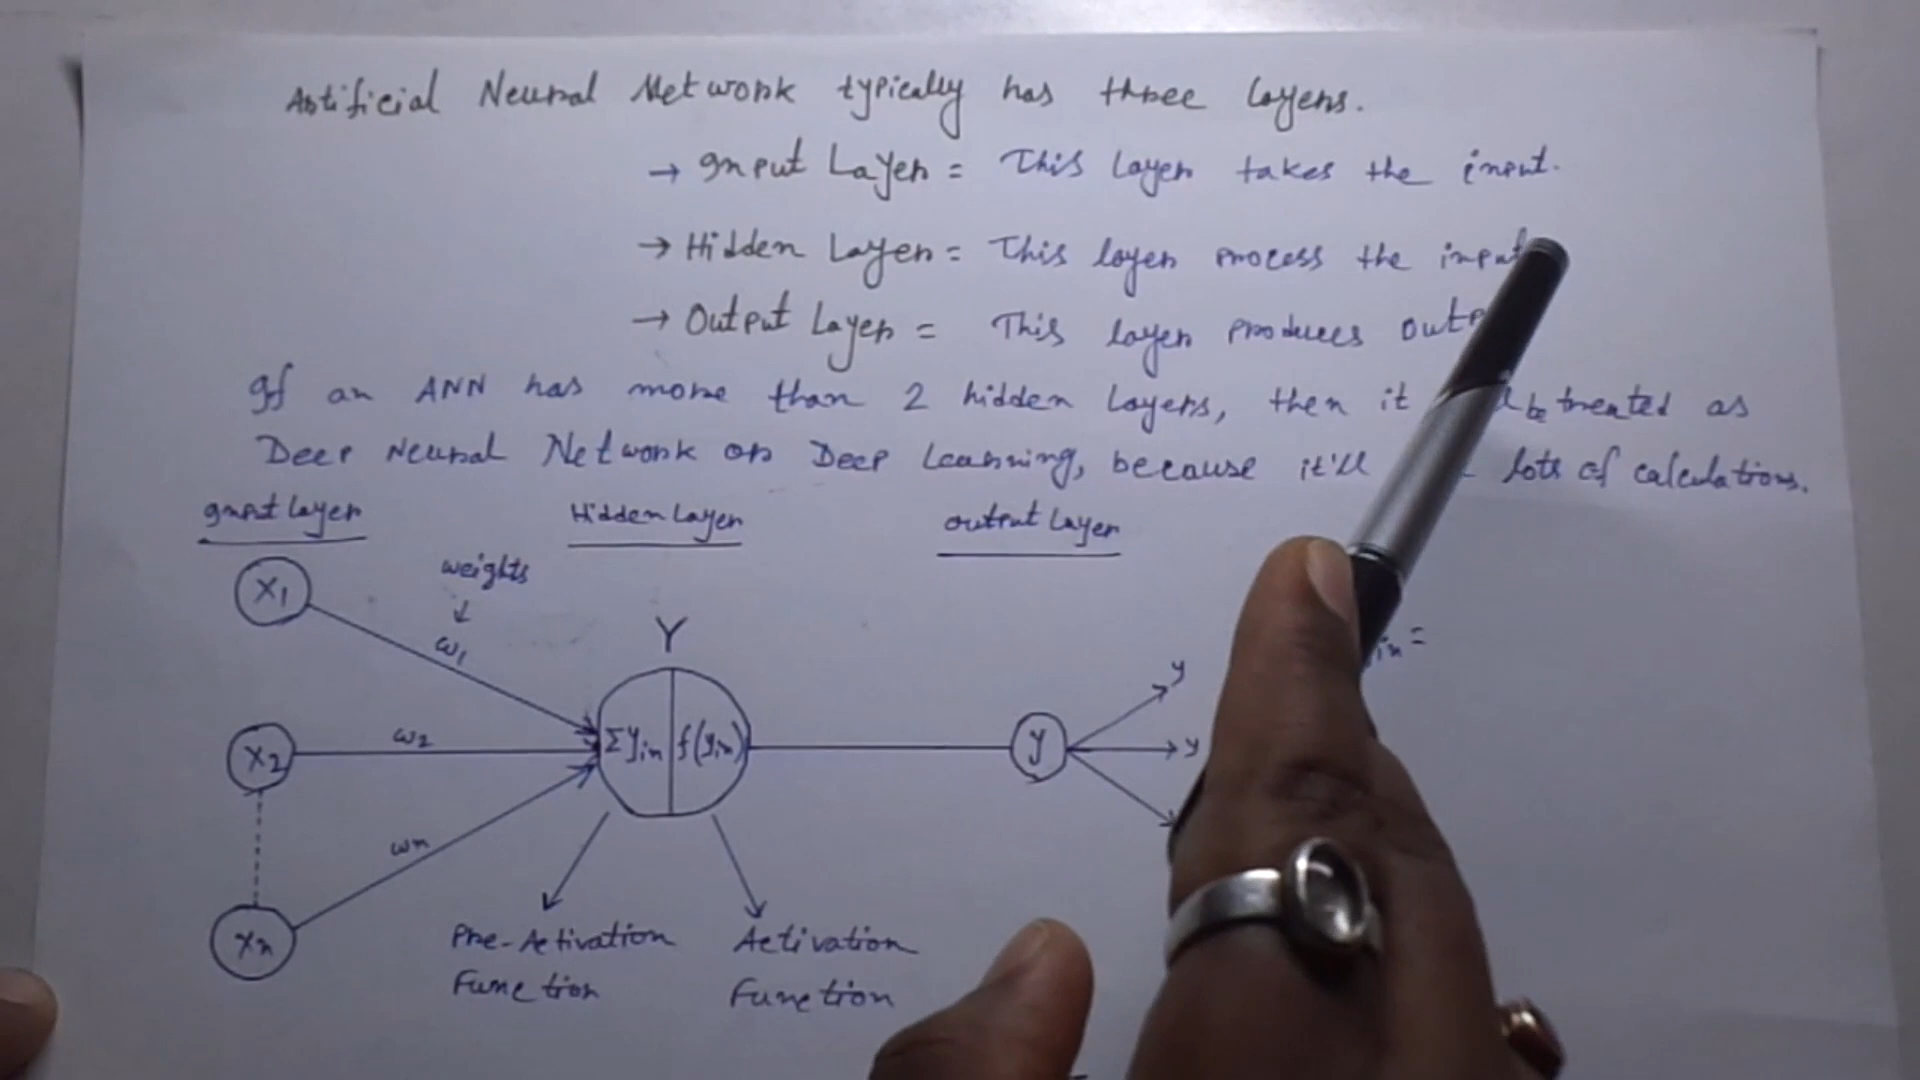 Artificial Neural Network typically has three layers.
→ Input Layer = This layer takes the input.
→ Hidden Layer = This layer process the input
→ Output Layer = This layer produces
If an ANN has more than 2 hidden layers, then it be treated as
Deep Neural Network or Deep Learning, because it'll lots of calculations.
Input layer Hidden Layer output Layer
weights
↓
x1 w1 Y
x2 w2 Σyin f(yin) y y y
xn wn
in =
Pre-Activation Activation
Function Function